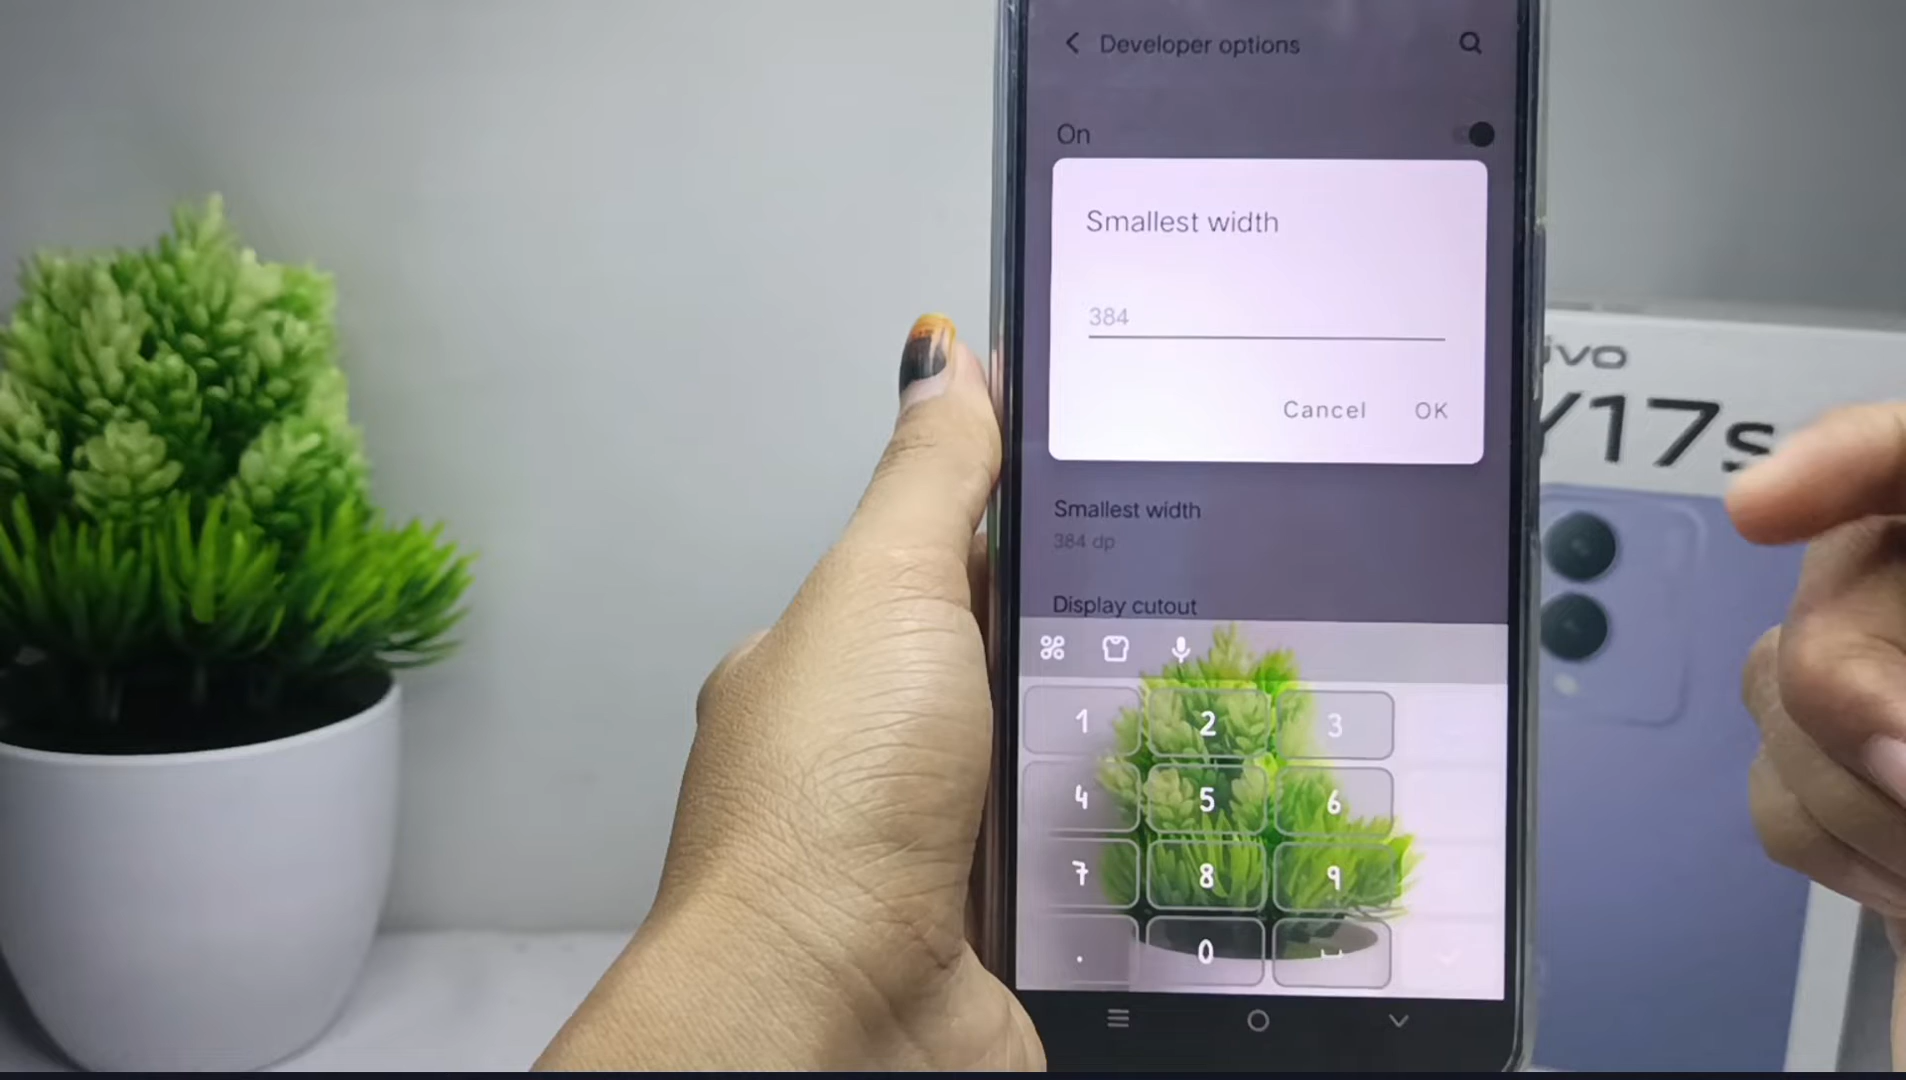 Developer options
On
Smallest width
384
Cancel OK
Smallest width
384 dp
Display cutout
1 2 3
4 5 6
7 8 9
. 0
vivo
Y17s